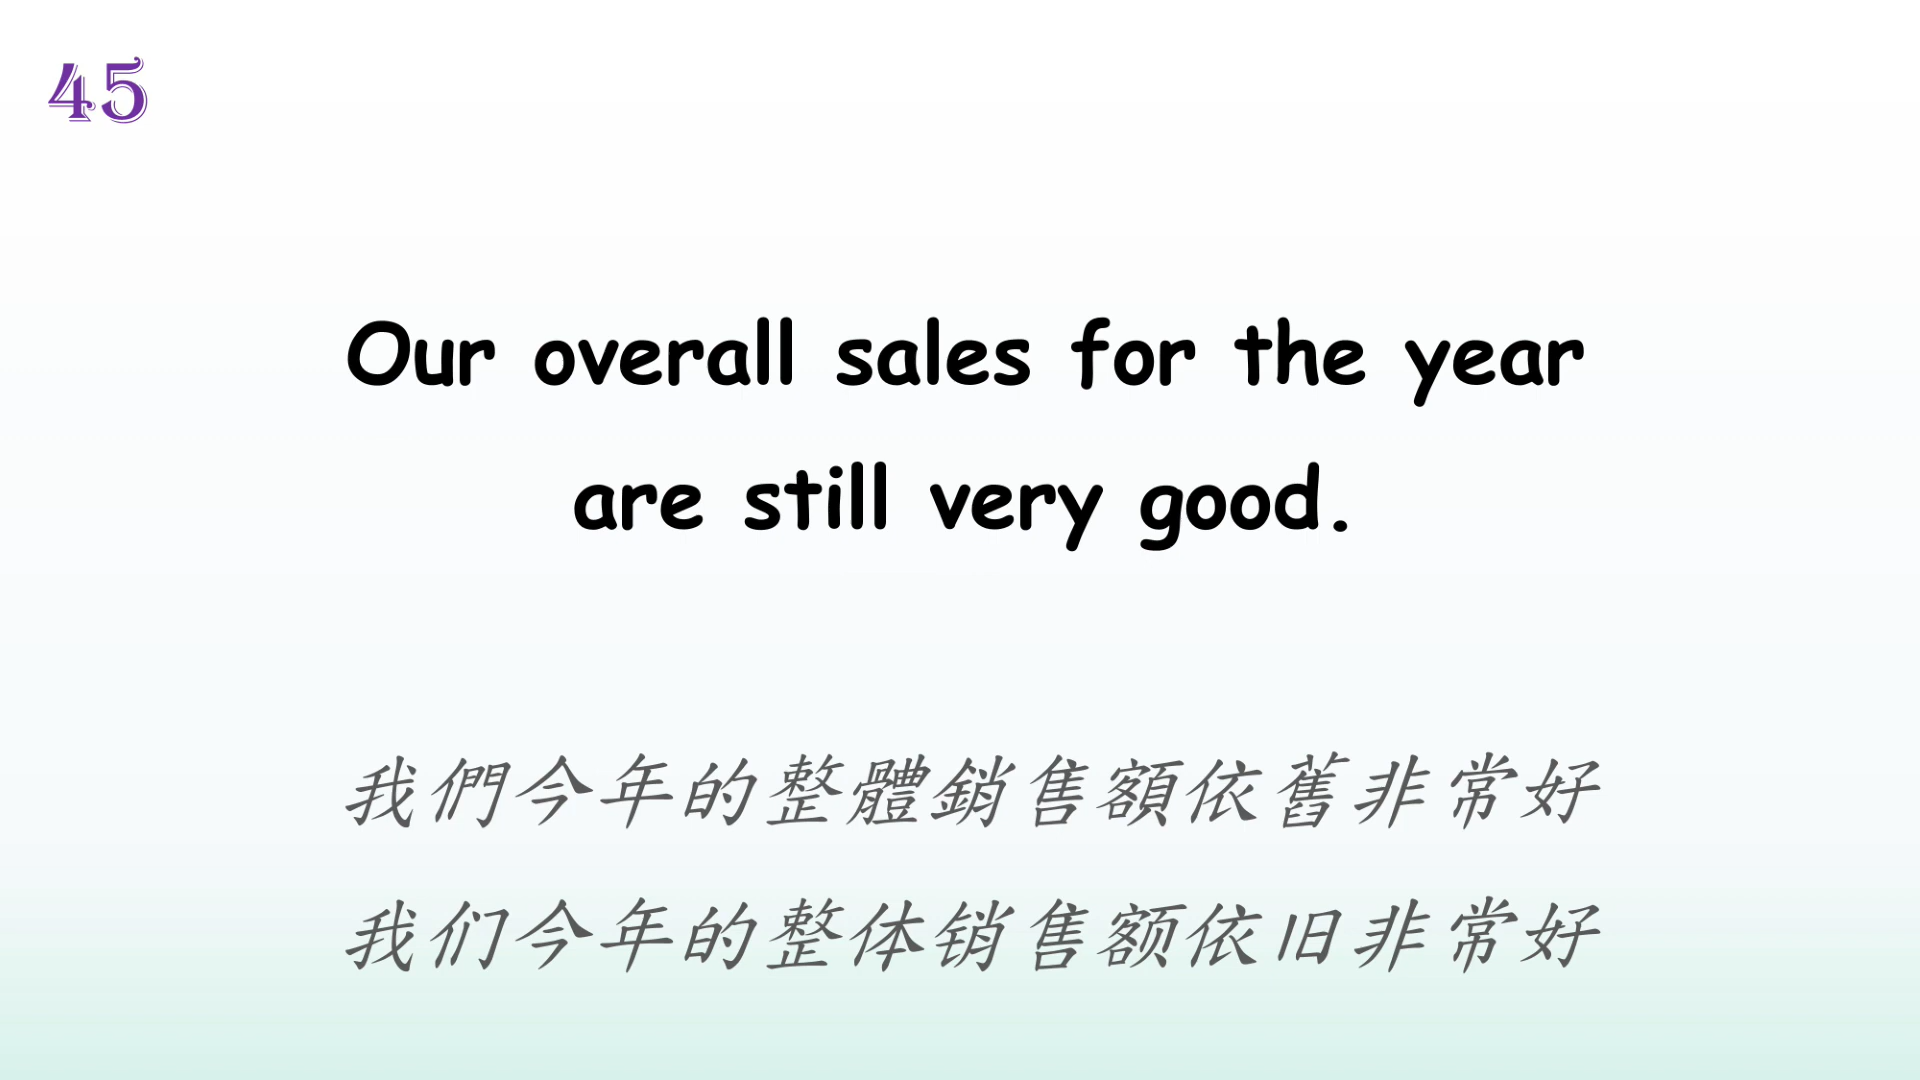 45
Our overall sales for the year
are still very good.
我們今年的整體銷售額依舊非常好
我们今年的整体销售额依旧非常好